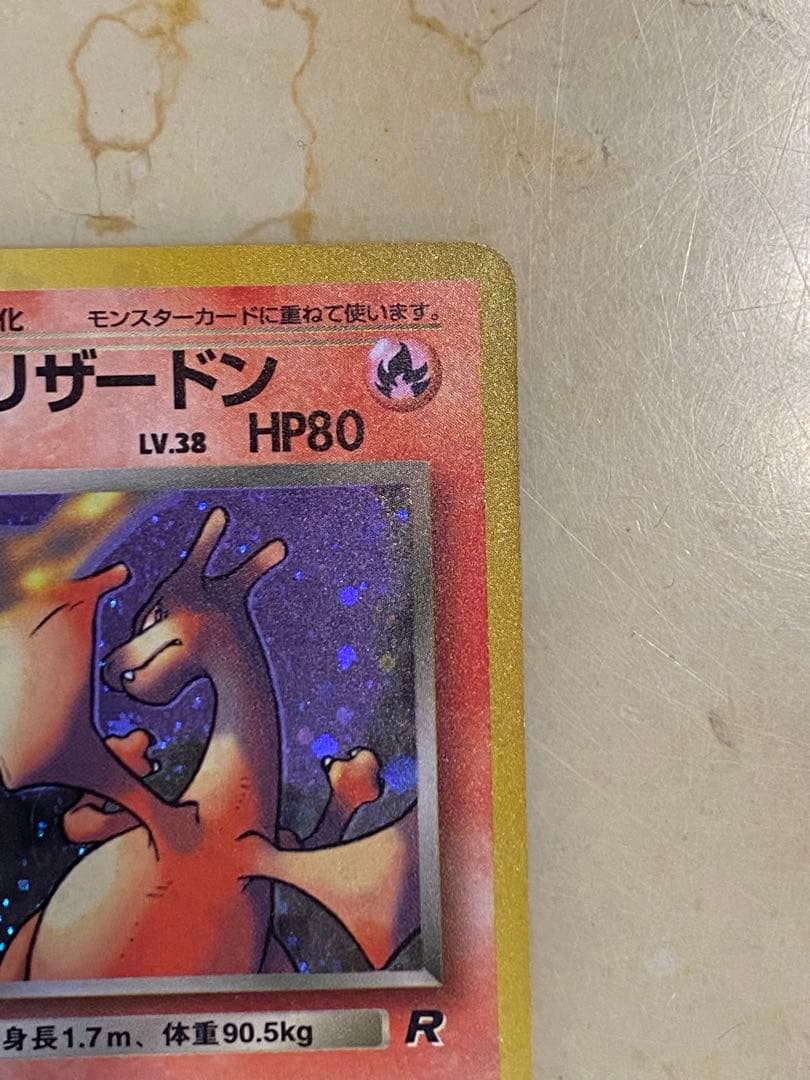 化 モンスターカードに重ねて使います。
リザードン
LV.38 HP80
身長1.7m、体重90.5kg
R